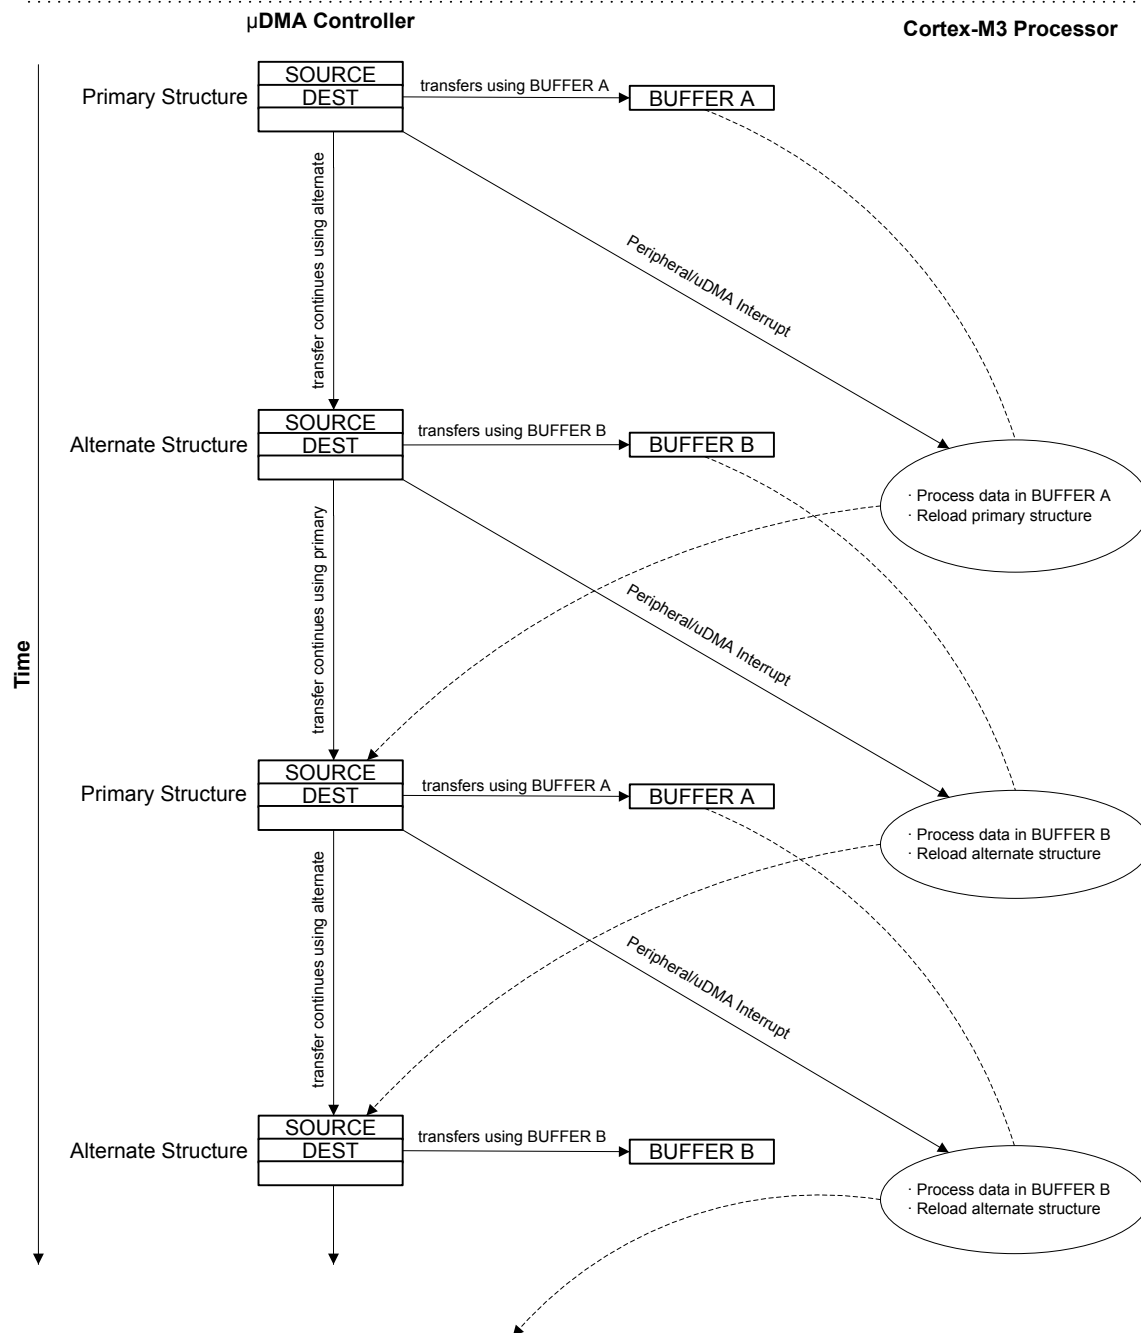 µDMA Controller
Cortex-M3 Processor
SOURCE
transfers using BUFFER A
Primary Structure
DEST
BUFFER A
transfer continues using alternate
Peripheral/uDMA Interrupt
SOURCE
transfers using BUFFER B
Alternate Structure
DEST
BUFFER B
· Process data in BUFFER A
· Reload primary structure
transfer continues using primary
Peripheral/uDMA Interrupt
Time
SOURCE
transfers using BUFFER A
Primary Structure
DEST
BUFFER A
· Process data in BUFFER B
· Reload alternate structure
transfer continues using alternate
Peripheral/uDMA Interrupt
SOURCE
transfers using BUFFER B
Alternate Structure
DEST
BUFFER B
· Process data in BUFFER B
· Reload alternate structure